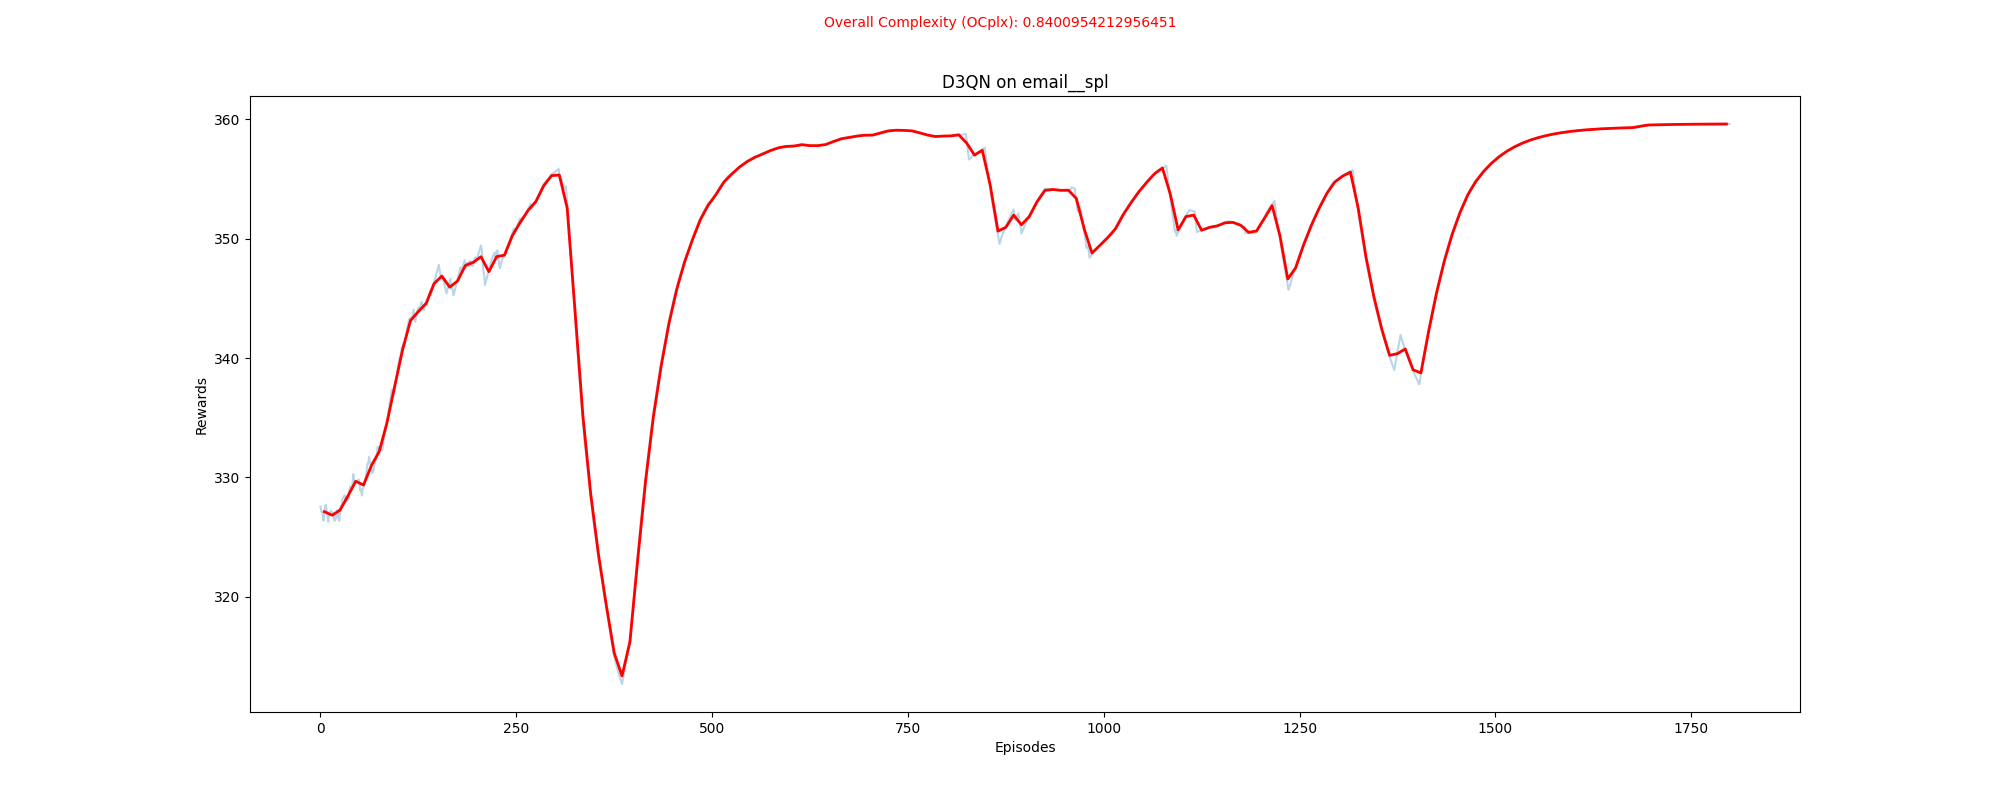 Overall Complexity (OCplx): 0.8400954212956451
D3QN on email__spl
360
350
340
330
320
Rewards
0 250 500 750 1000 1250 1500 1750
Episodes